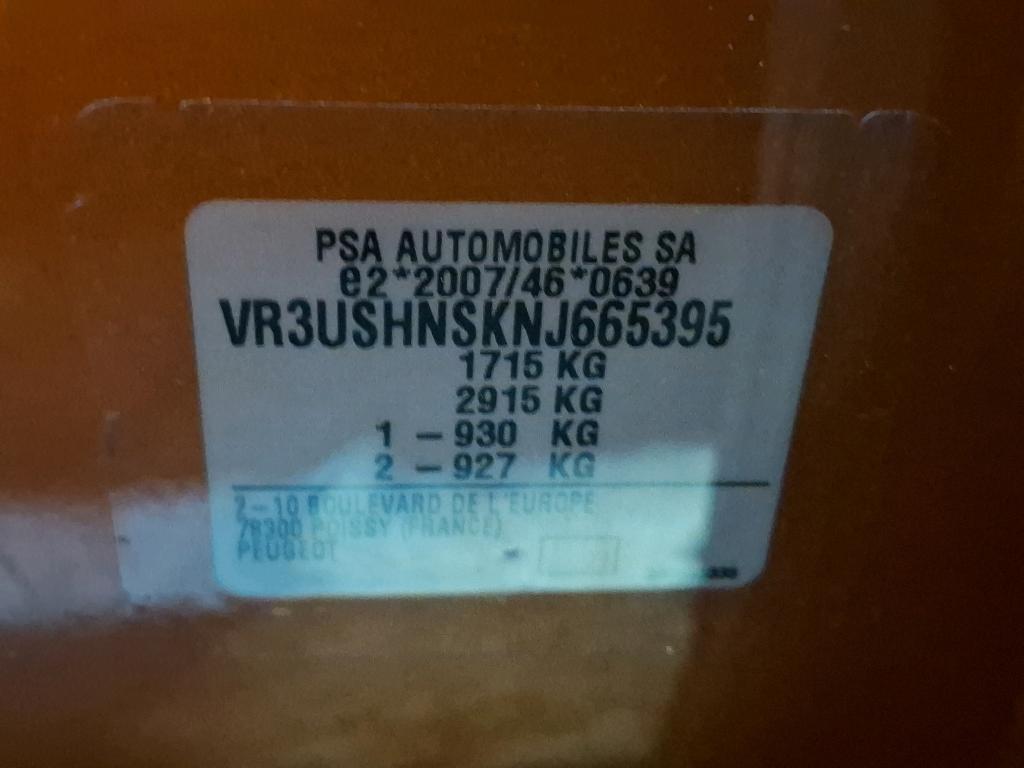 PSA AUTOMOBILES SA
e2*2007/46*0639
VR3USHNSKNJ665395
1715 KG
2915 KG
1 – 930 KG
2 – 927 KG
2–10 BOULEVARD DE L'EUROPE
78300 POISSY (FRANCE)
PEUGEOT